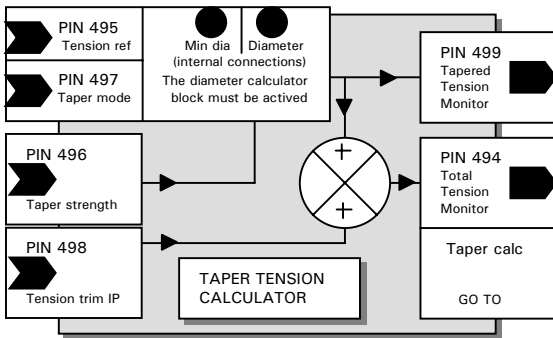 PIN 495
Tension ref
PIN 497
Taper mode
Min dia
Diameter
(internal connections)
The diameter calculator
block must be actived
PIN 499
Tapered
Tension
Monitor
PIN 496
Taper strength
+
+
PIN 494
Total
Tension
Monitor
PIN 498
Tension trim IP
TAPER TENSION
CALCULATOR
Taper calc
GO TO